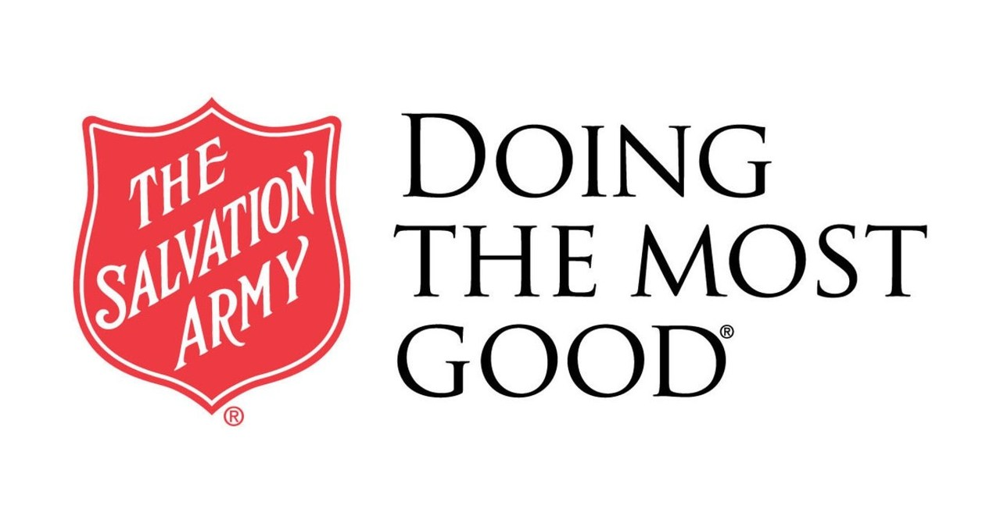 THE
SALVATION
ARMY
®
DOING
THE MOST
GOOD®